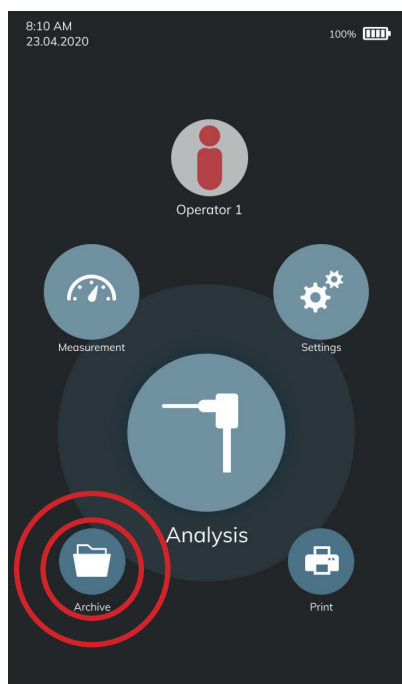 8:10 AM
23.04.2020
100%
Operator 1
Measurement
Settings
Analysis
Archive
Print